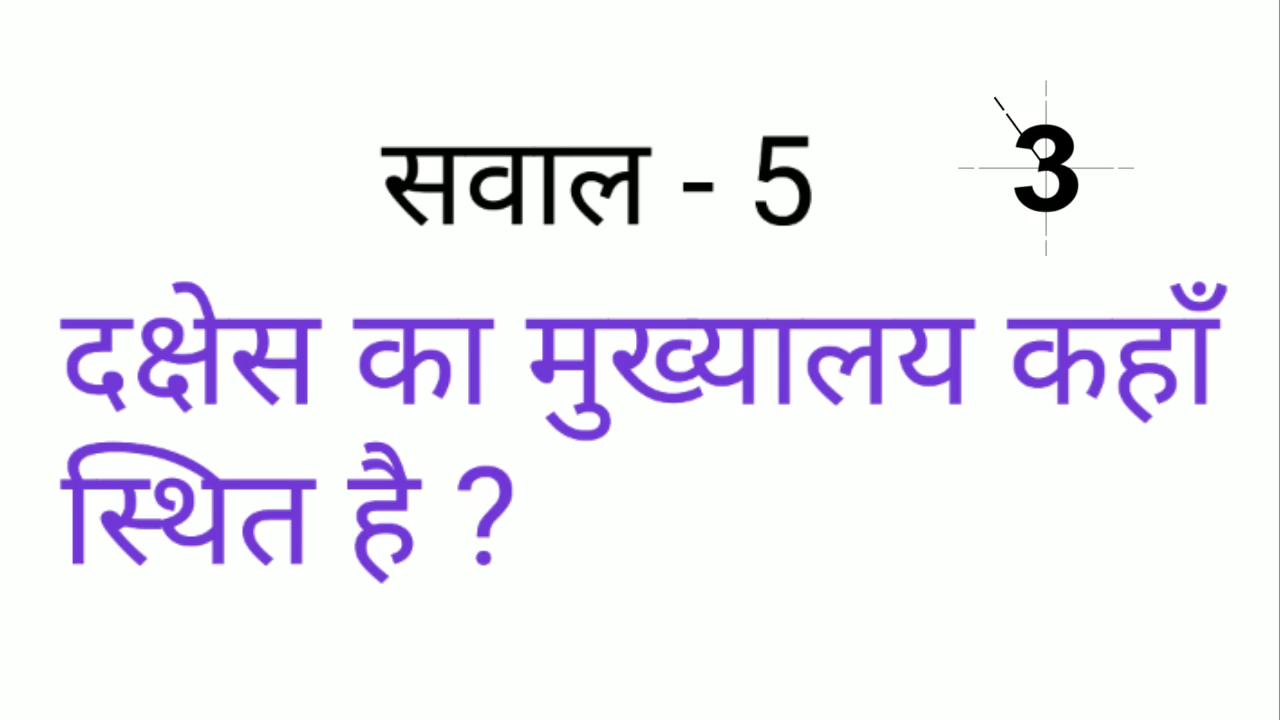 सवाल - 5
3
दक्षेस का मुख्यालय कहाँ
स्थित है ?